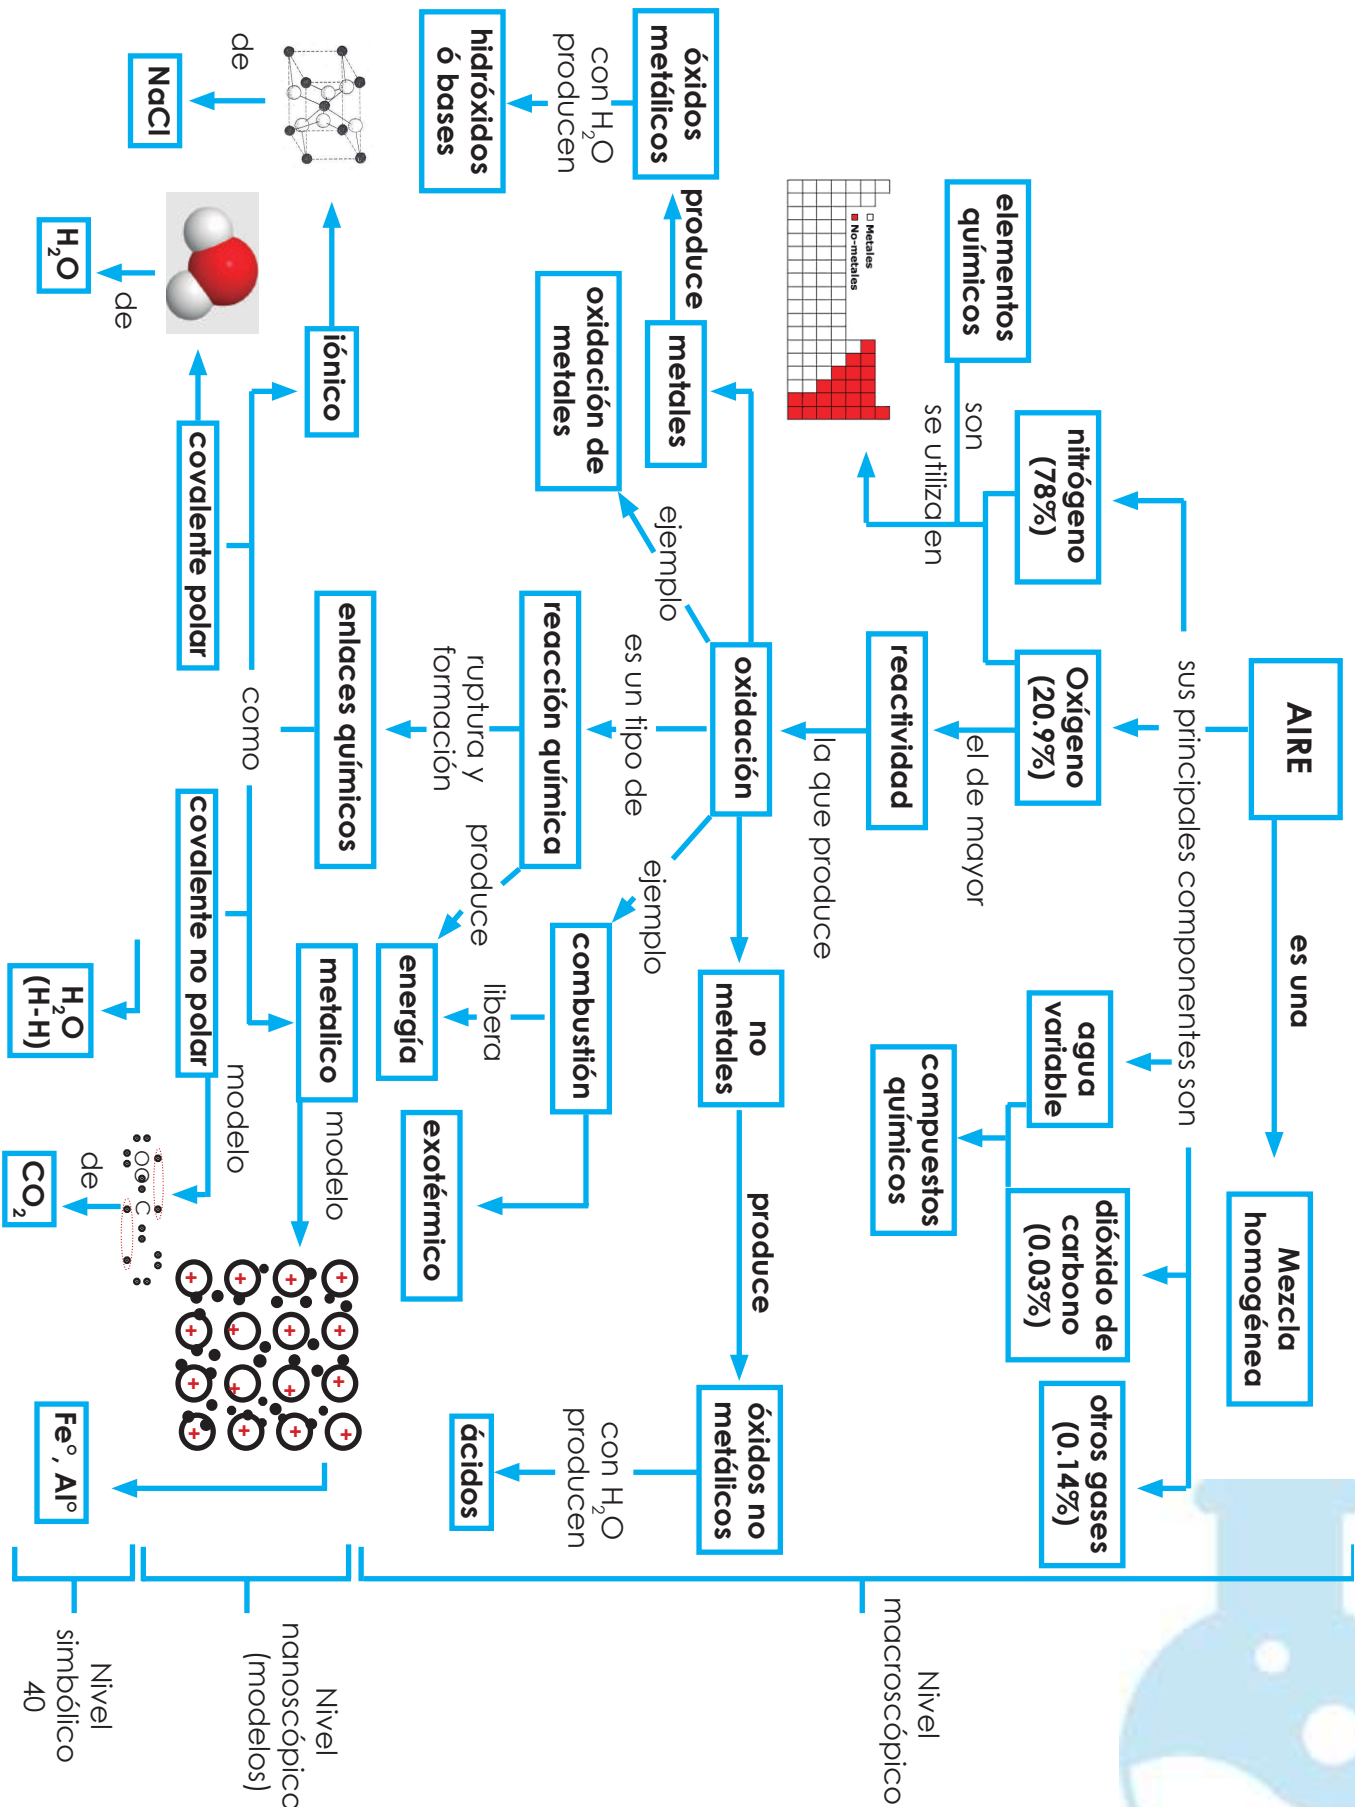 AIRE
es una
Mezcla
homogénea
sus principales componentes son
nitrógeno
(78%)
Oxígeno
(20.9%)
agua
variable
dióxido de
carbono
(0.03%)
otros gases
(0.14%)
elementos
químicos
son
se utiliza en
el de mayor
compuestos
químicos
Metales
No-metales
reactividad
la que produce
óxidos
metálicos
produce
metales
oxidación
no
metales
produce
óxidos no
metálicos
con H₂O
producen
hidróxidos
ó bases
oxidación de
metales
ejemplo
es un tipo de
ejemplo
con H₂O
producen
ácidos
reacción química
combustión
ruptura y
formación
produce
libera
energía
exotérmico
enlaces químicos
como
iónico
metalico
modelo
covalente polar
covalente no polar
modelo
de
NaCl
de
H₂O
H₂O
(H-H)
O
O
C
de
CO₂
+ + + +
+ + + +
+ + + +
+ + + +
Fe°, Al°
Nivel
macroscópico
Nivel
nanoscópico
(modelos)
Nivel
simbólico
40